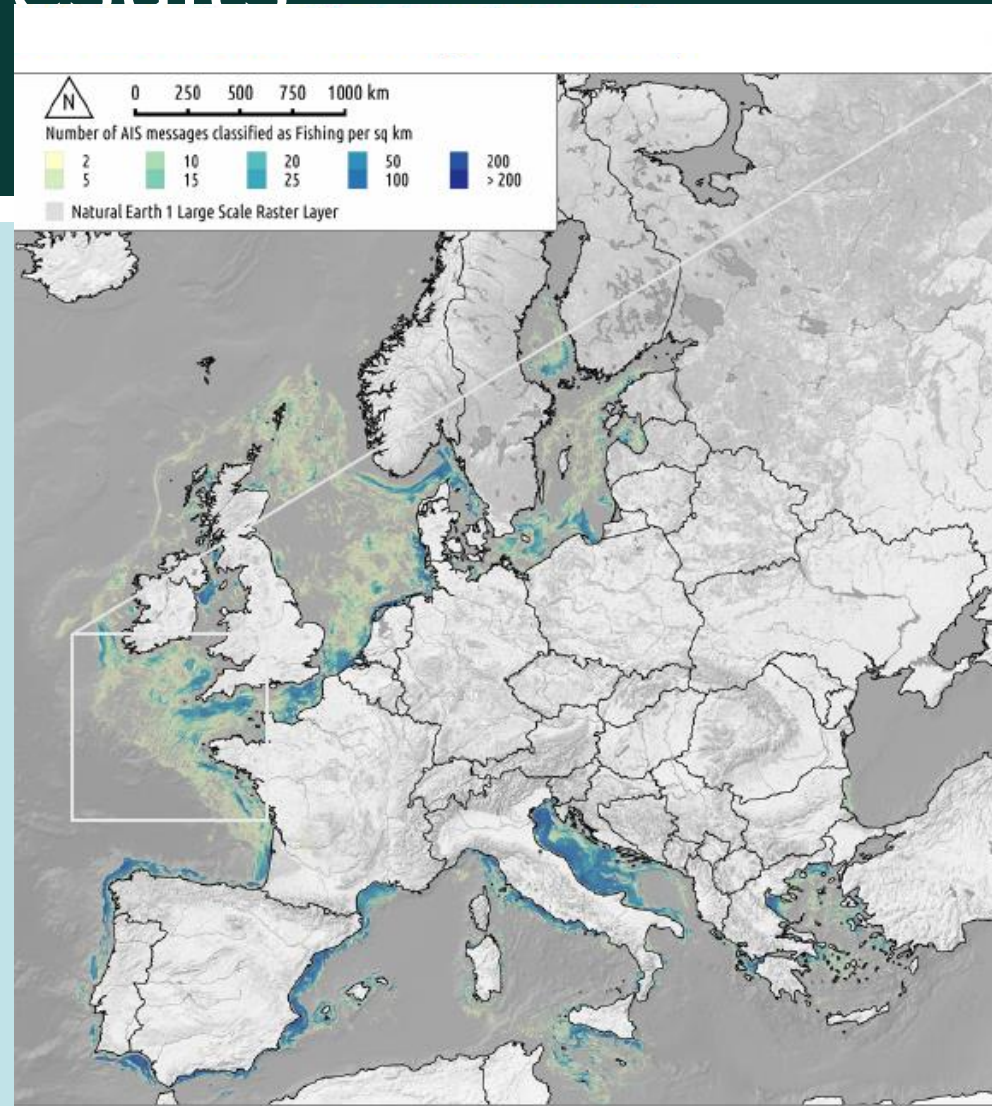 N
0 250 500 750 1000 km
Number of AIS messages classified as Fishing per sq km
2 10 20 50 200
5 15 25 100 > 200
Natural Earth 1 Large Scale Raster Layer